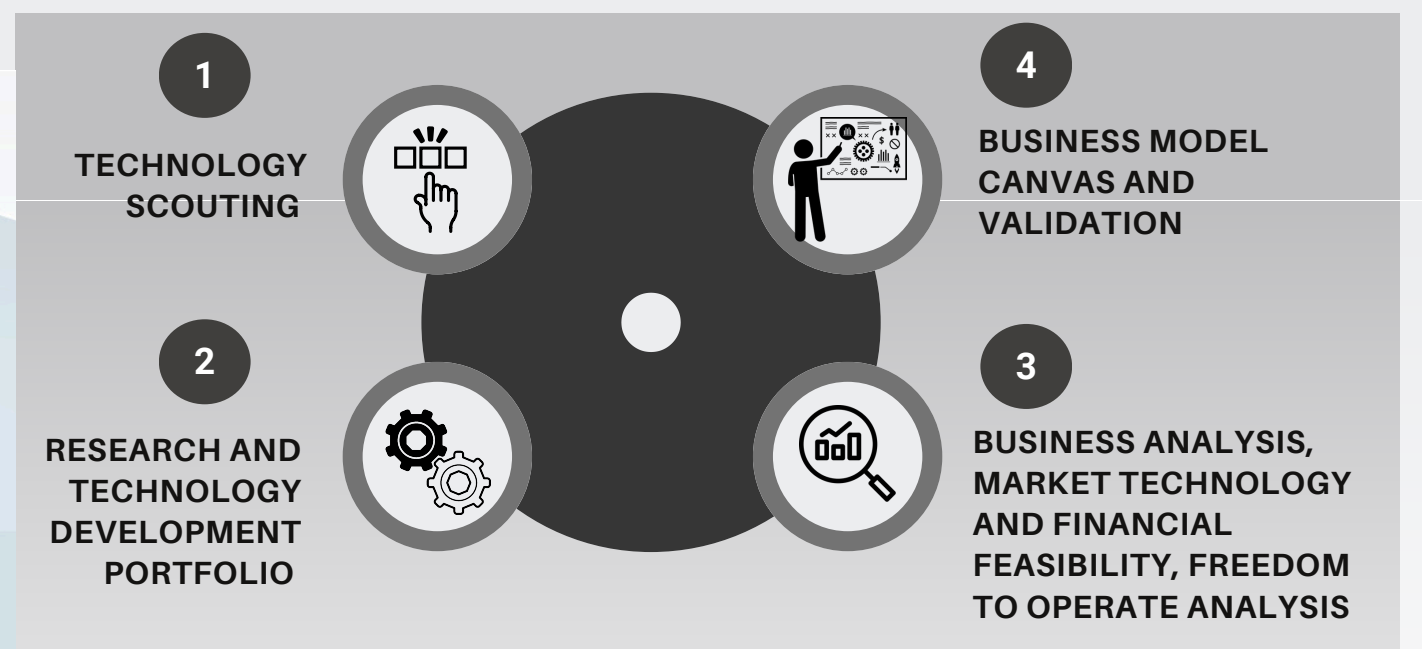 1
TECHNOLOGY
SCOUTING
2
RESEARCH AND
TECHNOLOGY
DEVELOPMENT
PORTFOLIO
3
BUSINESS ANALYSIS,
MARKET TECHNOLOGY
AND FINANCIAL
FEASIBILITY, FREEDOM
TO OPERATE ANALYSIS
4
BUSINESS MODEL
CANVAS AND
VALIDATION